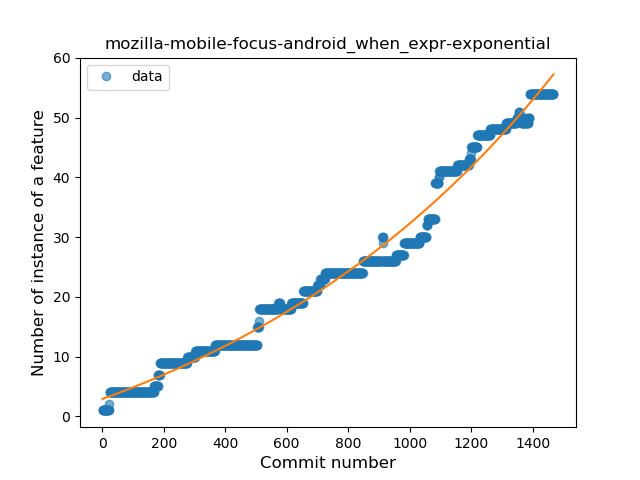 mozilla-mobile-focus-android_when_expr-exponential
data
Number of instance of a feature
60
50
40
30
20
10
0
0 200 400 600 800 1000 1200 1400
Commit number